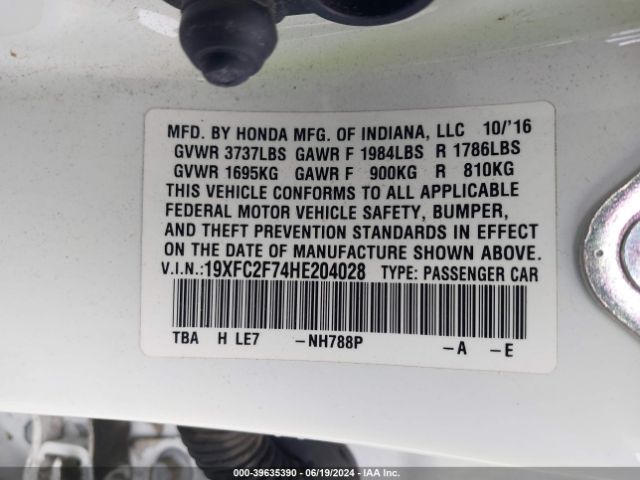 MFD. BY HONDA MFG. OF INDIANA, LLC 10/'16
GVWR 3737LBS GAWR F 1984LBS R 1786LBS
GVWR 1695KG GAWR F 900KG R 810KG
THIS VEHICLE CONFORMS TO ALL APPLICABLE
FEDERAL MOTOR VEHICLE SAFETY, BUMPER,
AND THEFT PREVENTION STANDARDS IN EFFECT
ON THE DATE OF MANUFACTURE SHOWN ABOVE.
V.I.N.:19XFC2F74HE204028 TYPE: PASSENGER CAR
TBA H LE7 -NH788P -A -E
000-39635390 - 06/19/2024 - IAA Inc.